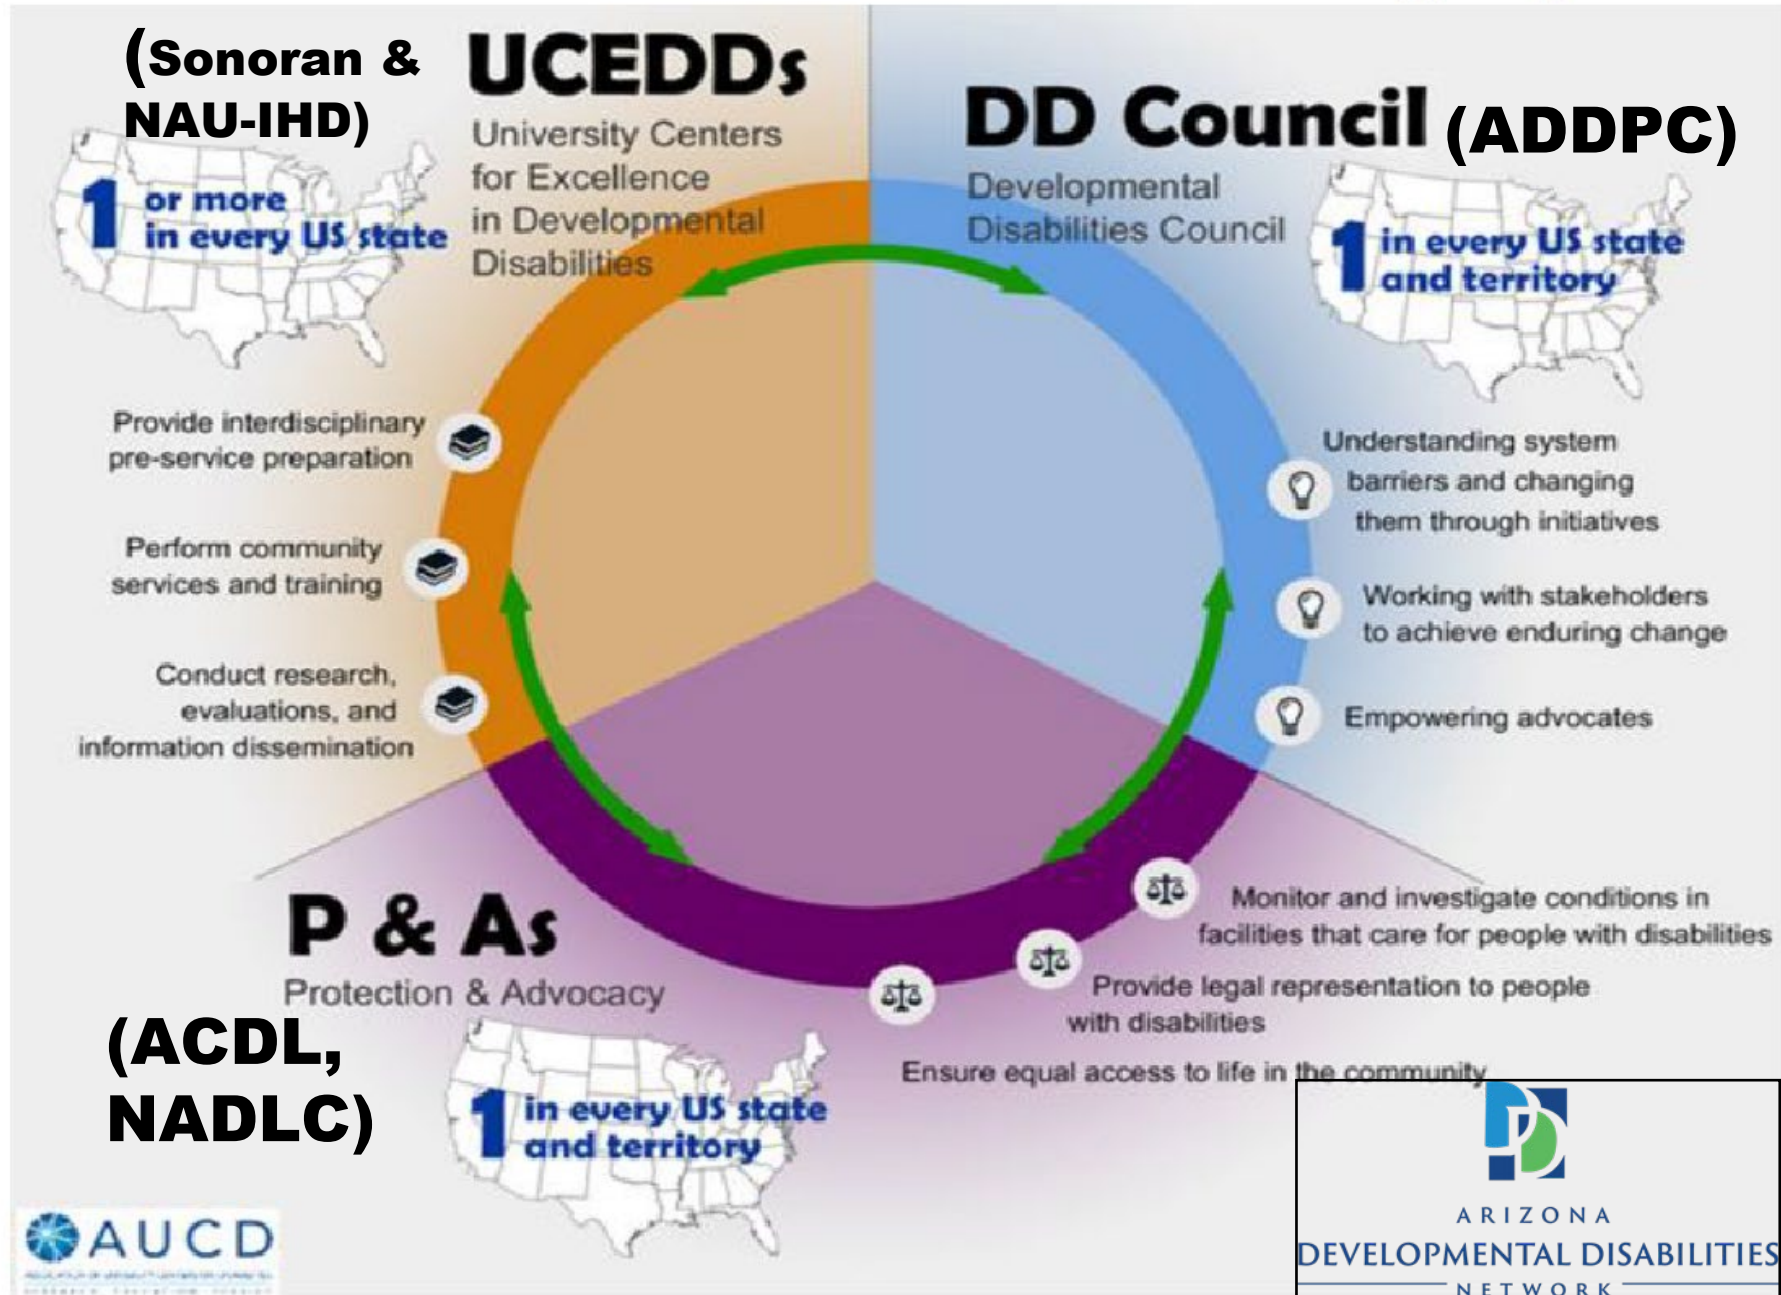 (Sonoran &
NAU-IHD)
UCEDDs
University Centers
for Excellence
in Developmental
Disabilities
1 or more
in every US state
DD Council (ADDPC)
Developmental
Disabilities Council
1 in every US state
and territory
Provide interdisciplinary
pre-service preparation
Perform community
services and training
Conduct research,
evaluations, and
information dissemination
Understanding system
barriers and changing
them through initiatives
Working with stakeholders
to achieve enduring change
Empowering advocates
P & As
Protection & Advocacy
(ACDL,
NADLC)
1 in every US state
and territory
Monitor and investigate conditions in
facilities that care for people with disabilities
Provide legal representation to people
with disabilities
Ensure equal access to life in the community
AUCD
ARIZONA
DEVELOPMENTAL DISABILITIES
NETWORK